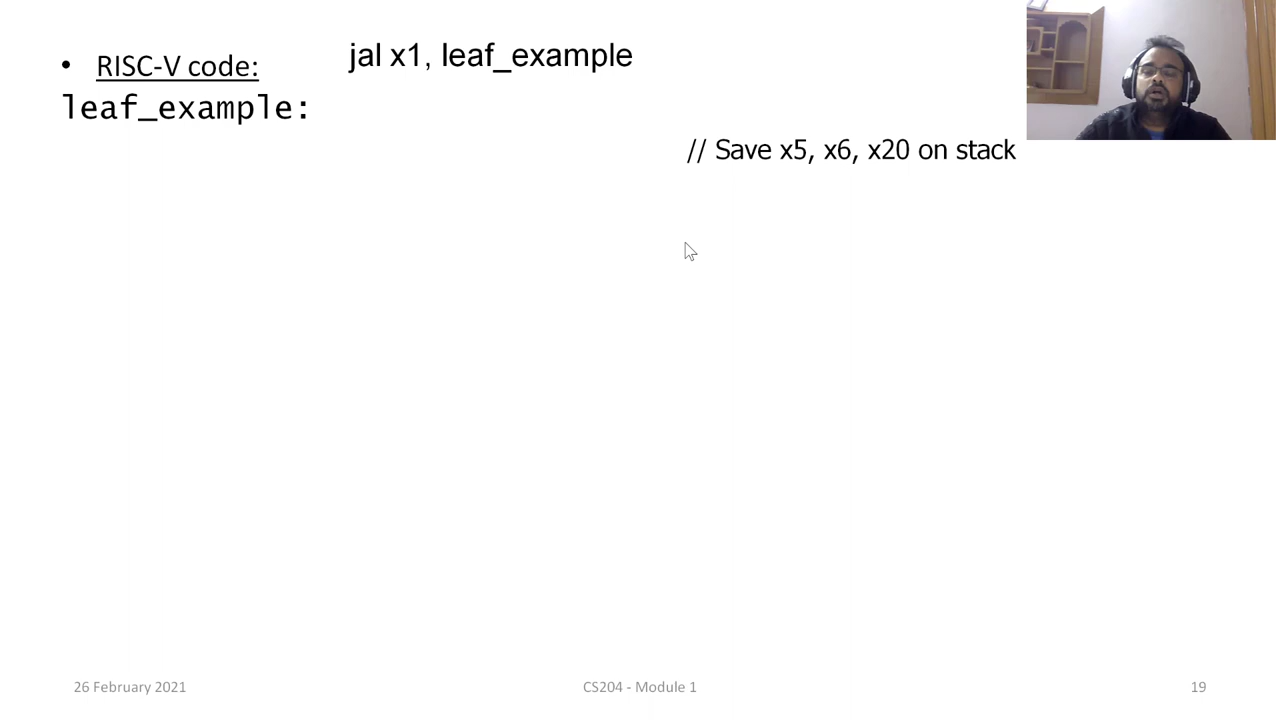 • RISC-V code:
jal x1, leaf_example
leaf_example:
// Save x5, x6, x20 on stack
26 February 2021
CS204 - Module 1
19